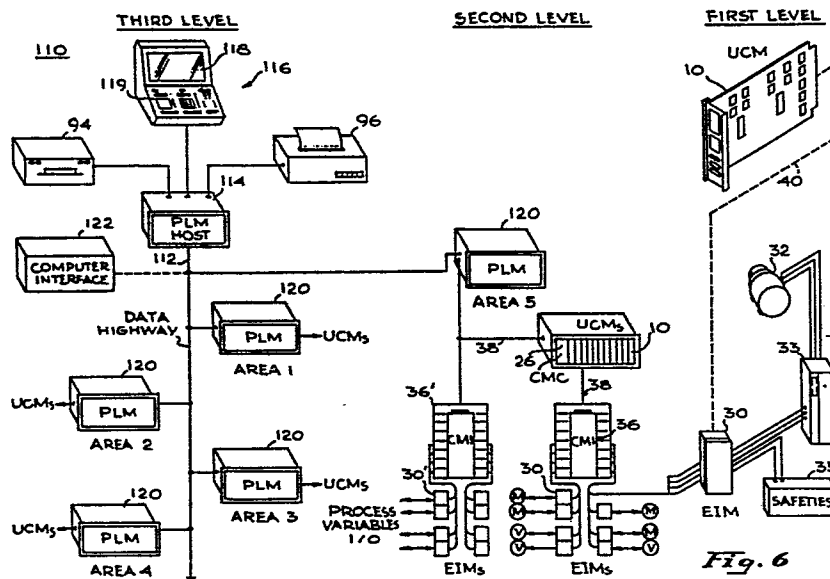 THIRD LEVEL
SECOND LEVEL
FIRST LEVEL
110
118
116
119
UCM
10
94
96
114
PLM
HOST
40
122
112
120
COMPUTER
INTERFACE
PLM
AREA 5
32
DATA
HIGHWAY
120
PLM
UCMs
AREA 1
UCMs
10
26
CMC
38
38
33
120
UCMs
PLM
AREA 2
36'
CMI
36
CMI
30
120
PLM
UCMs
AREA 3
30'
30
PROCESS
VARIABLES
I/O
M
M
M
V
V
M
V
EIM
SAFETIES
120
UCMs
PLM
AREA 4
EIMs
EIMs
Fig. 6